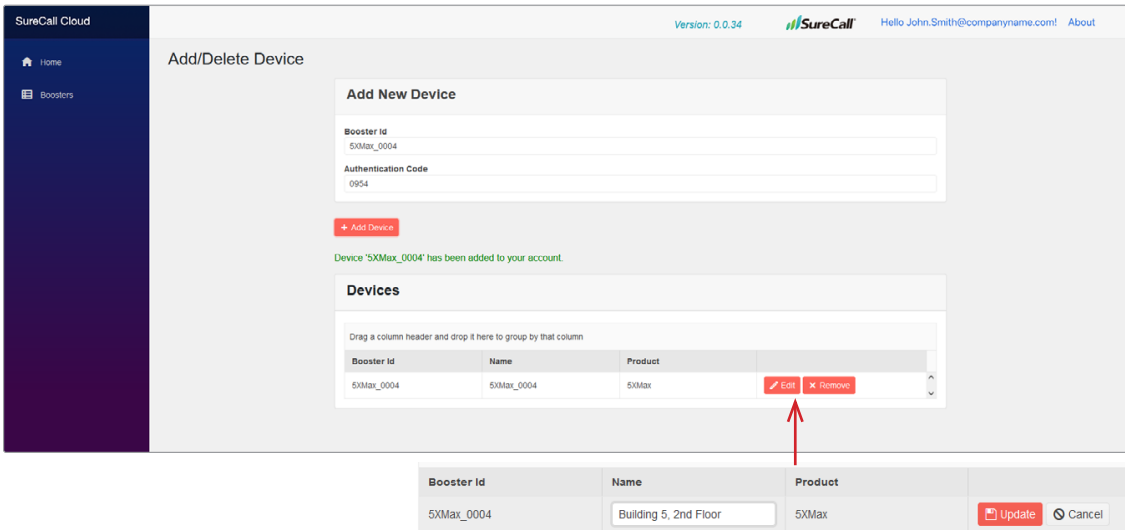 SureCall Cloud
Version: 0.0.34
SureCall
Hello John.Smith@companyname.com!
About
Home
Boosters
Add/Delete Device
Add New Device
Booster Id
5XMax_0004
Authentication Code
0954
+ Add Device
Device '5XMax_0004' has been added to your account.
Devices
Drag a column header and drop it here to group by that column
Booster Id Name Product
5XMax_0004 5XMax_0004 5XMax Edit Remove
Booster Id Name Product
5XMax_0004 Building 5, 2nd Floor 5XMax Update Cancel